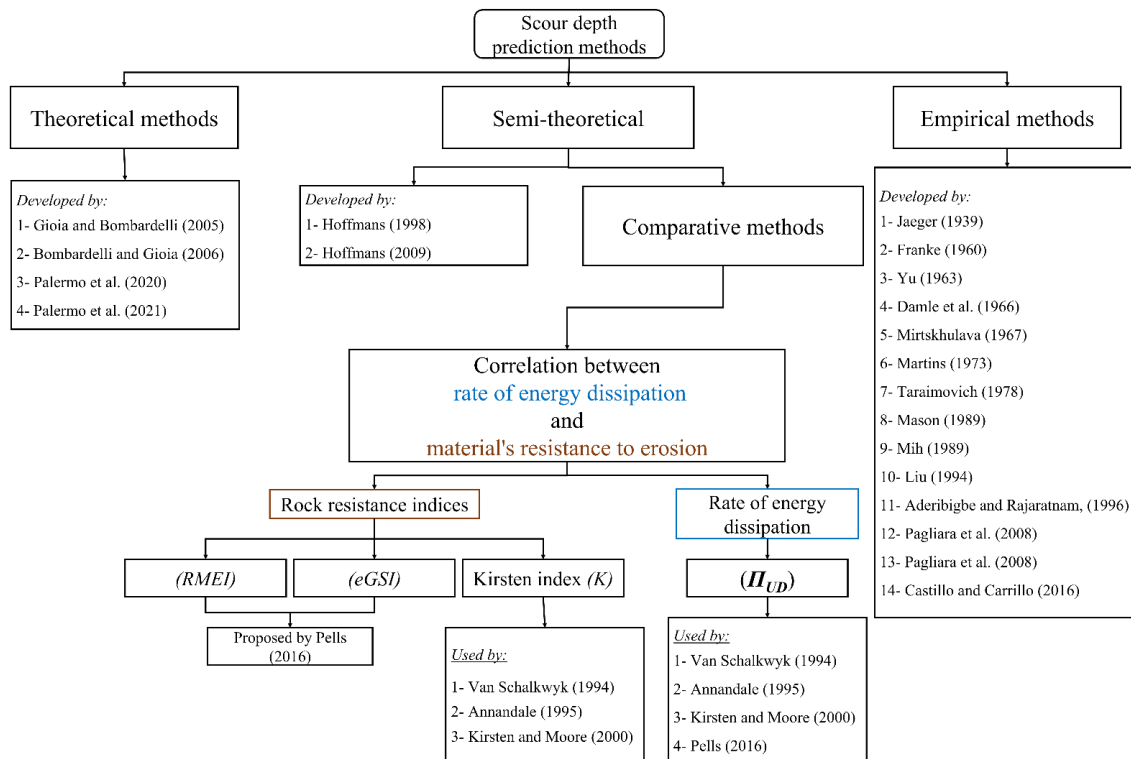 Scour depth
prediction methods
Theoretical methods
Semi-theoretical
Empirical methods
Developed by:
1- Gioia and Bombardelli (2005)
2- Bombardelli and Gioia (2006)
3- Palermo et al. (2020)
4- Palermo et al. (2021)
Developed by:
1- Hoffmans (1998)
2- Hoffmans (2009)
Comparative methods
Developed by:
1- Jaeger (1939)
2- Franke (1960)
3- Yu (1963)
4- Damle et al. (1966)
5- Mirtskhulava (1967)
6- Martins (1973)
7- Taraimovich (1978)
8- Mason (1989)
9- Mih (1989)
10- Liu (1994)
11- Aderibigbe and Rajaratnam, (1996)
12- Pagliara et al. (2008)
13- Pagliara et al. (2008)
14- Castillo and Carrillo (2016)
Correlation between
rate of energy dissipation
and
material's resistance to erosion
Rock resistance indices
Rate of energy
dissipation
(RMEI)
(eGSI)
Kirsten index (K)
(Π_UD)
Proposed by Pells
(2016)
Used by:
1- Van Schalkwyk (1994)
2- Annandale (1995)
3- Kirsten and Moore (2000)
Used by:
1- Van Schalkwyk (1994)
2- Annandale (1995)
3- Kirsten and Moore (2000)
4- Pells (2016)